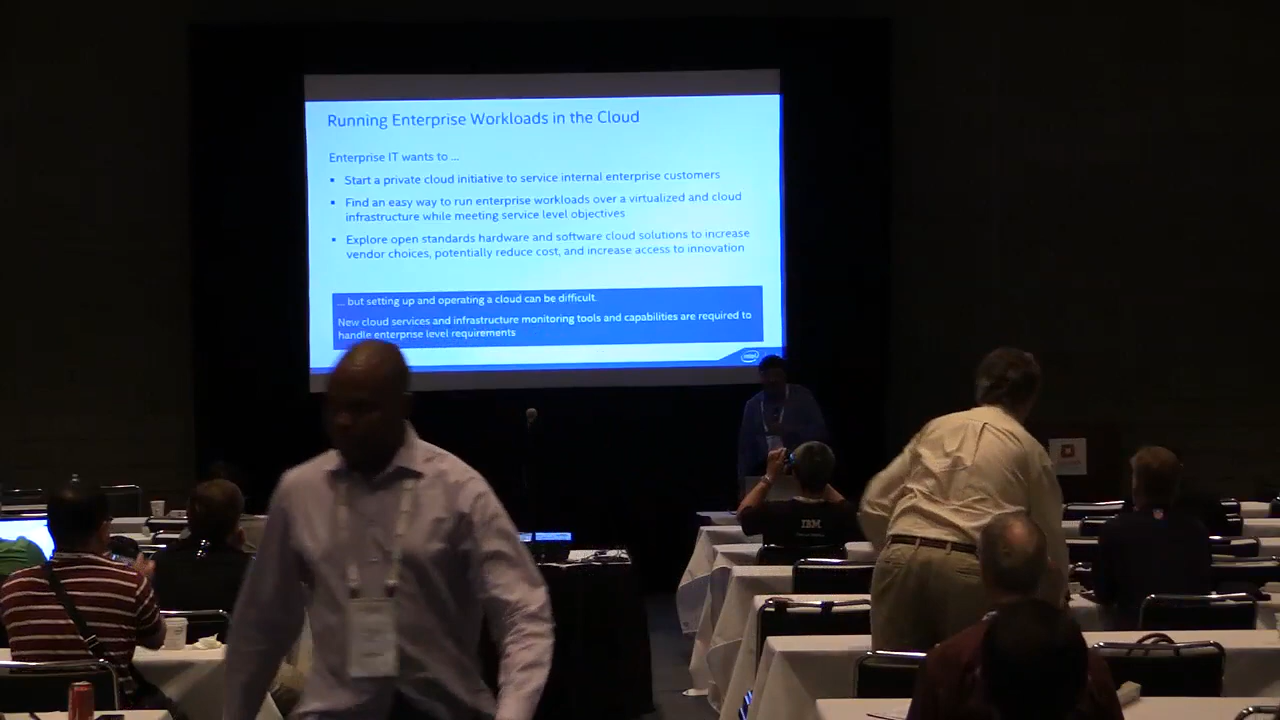 Running Enterprise Workloads in the Cloud
Enterprise IT wants to ...
▪ Start a private cloud initiative to service internal enterprise customers
▪ Find an easy way to run enterprise workloads over a virtualized and cloud
infrastructure while meeting service level objectives
▪ Explore open standards hardware and software cloud solutions to increase
vendor choices, potentially reduce cost, and increase access to innovation
... but setting up and operating a cloud can be difficult.
New cloud services and infrastructure monitoring tools and capabilities are required to
handle enterprise level requirements
intel
IBM